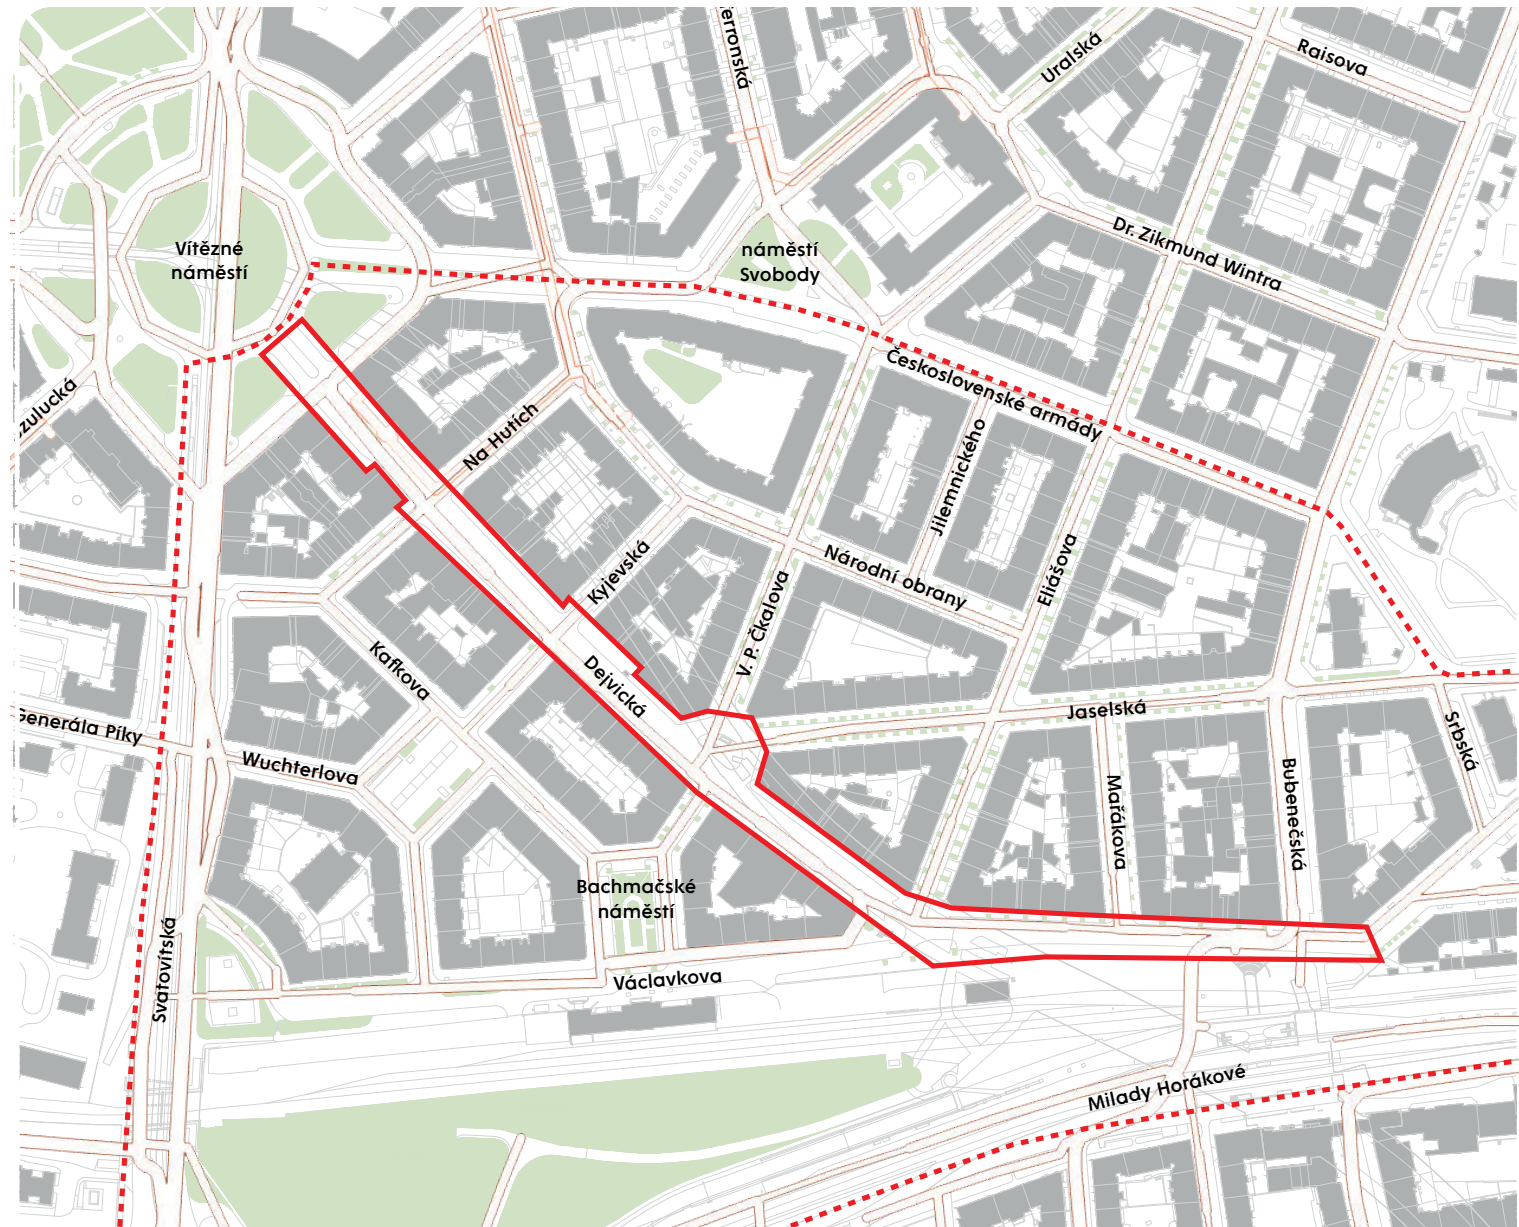 Uralská
Raisova
Vítězné
náměstí
náměstí
Svobody
Dr. Zikmund Wintra
Československé armády
Na Hutích
Jilemnického
Národní obrany
Eliášova
Kyjevská
V. P. Čkalova
Dejvická
Kafkova
Generála Píky
Wuchterlova
Jaselská
Srbská
Mařákova
Bubenečská
Bachmačské
náměstí
Svatovítská
Václavkova
Milady Horákové